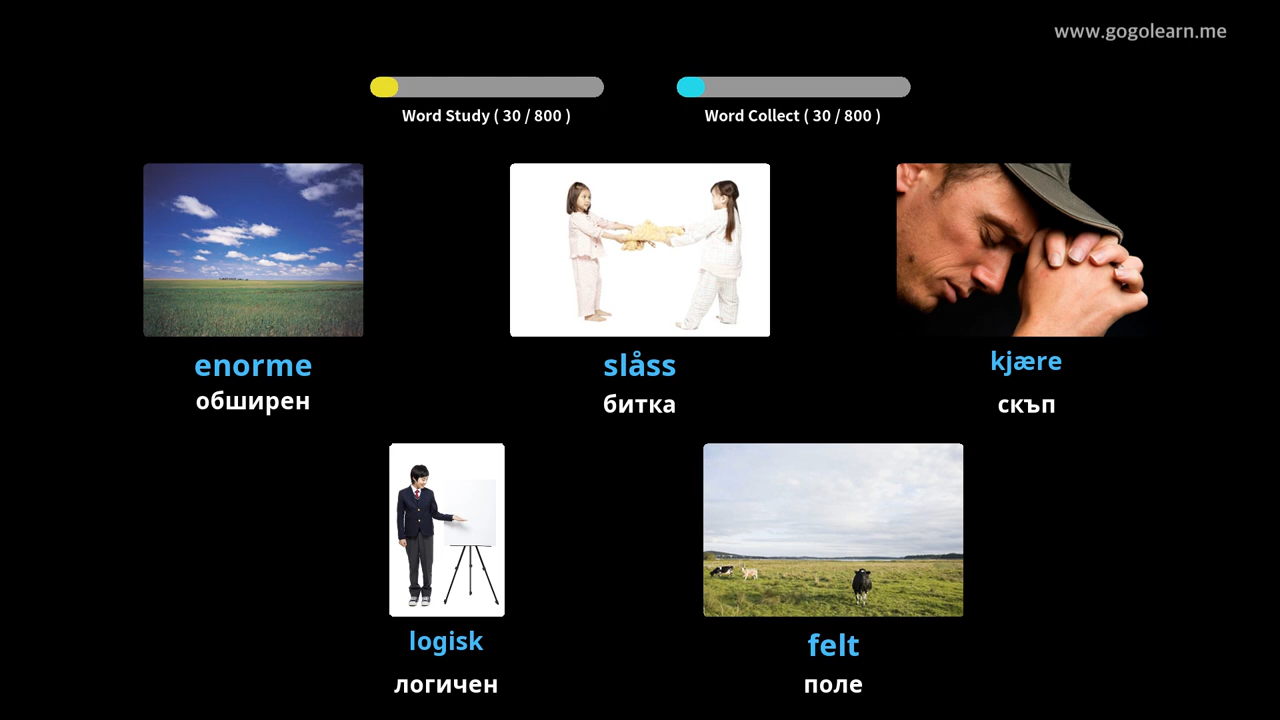 www.gogolearn.me
Word Study ( 30 / 800 )
Word Collect ( 30 / 800 )
enorme
обширен
slåss
битка
kjære
скъп
logisk
логичен
felt
поле